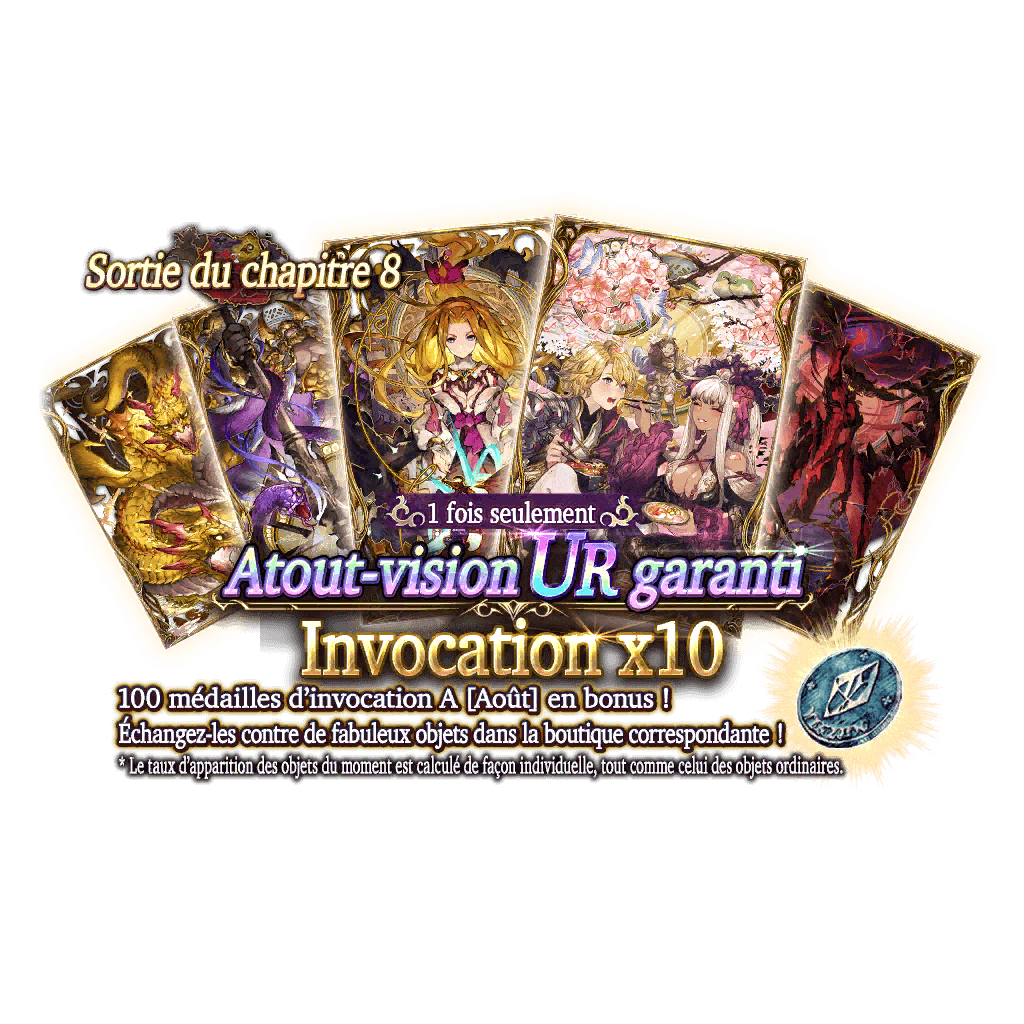 Sortie du chapitre 8
1 fois seulement
Atout-vision UR garanti
Invocation x10
100 médailles d'invocation A [Août] en bonus !
Échangez-les contre de fabuleux objets dans la boutique correspondante !
* Le taux d'apparition des objets du moment est calculé de façon individuelle, tout comme celui des objets ordinaires.